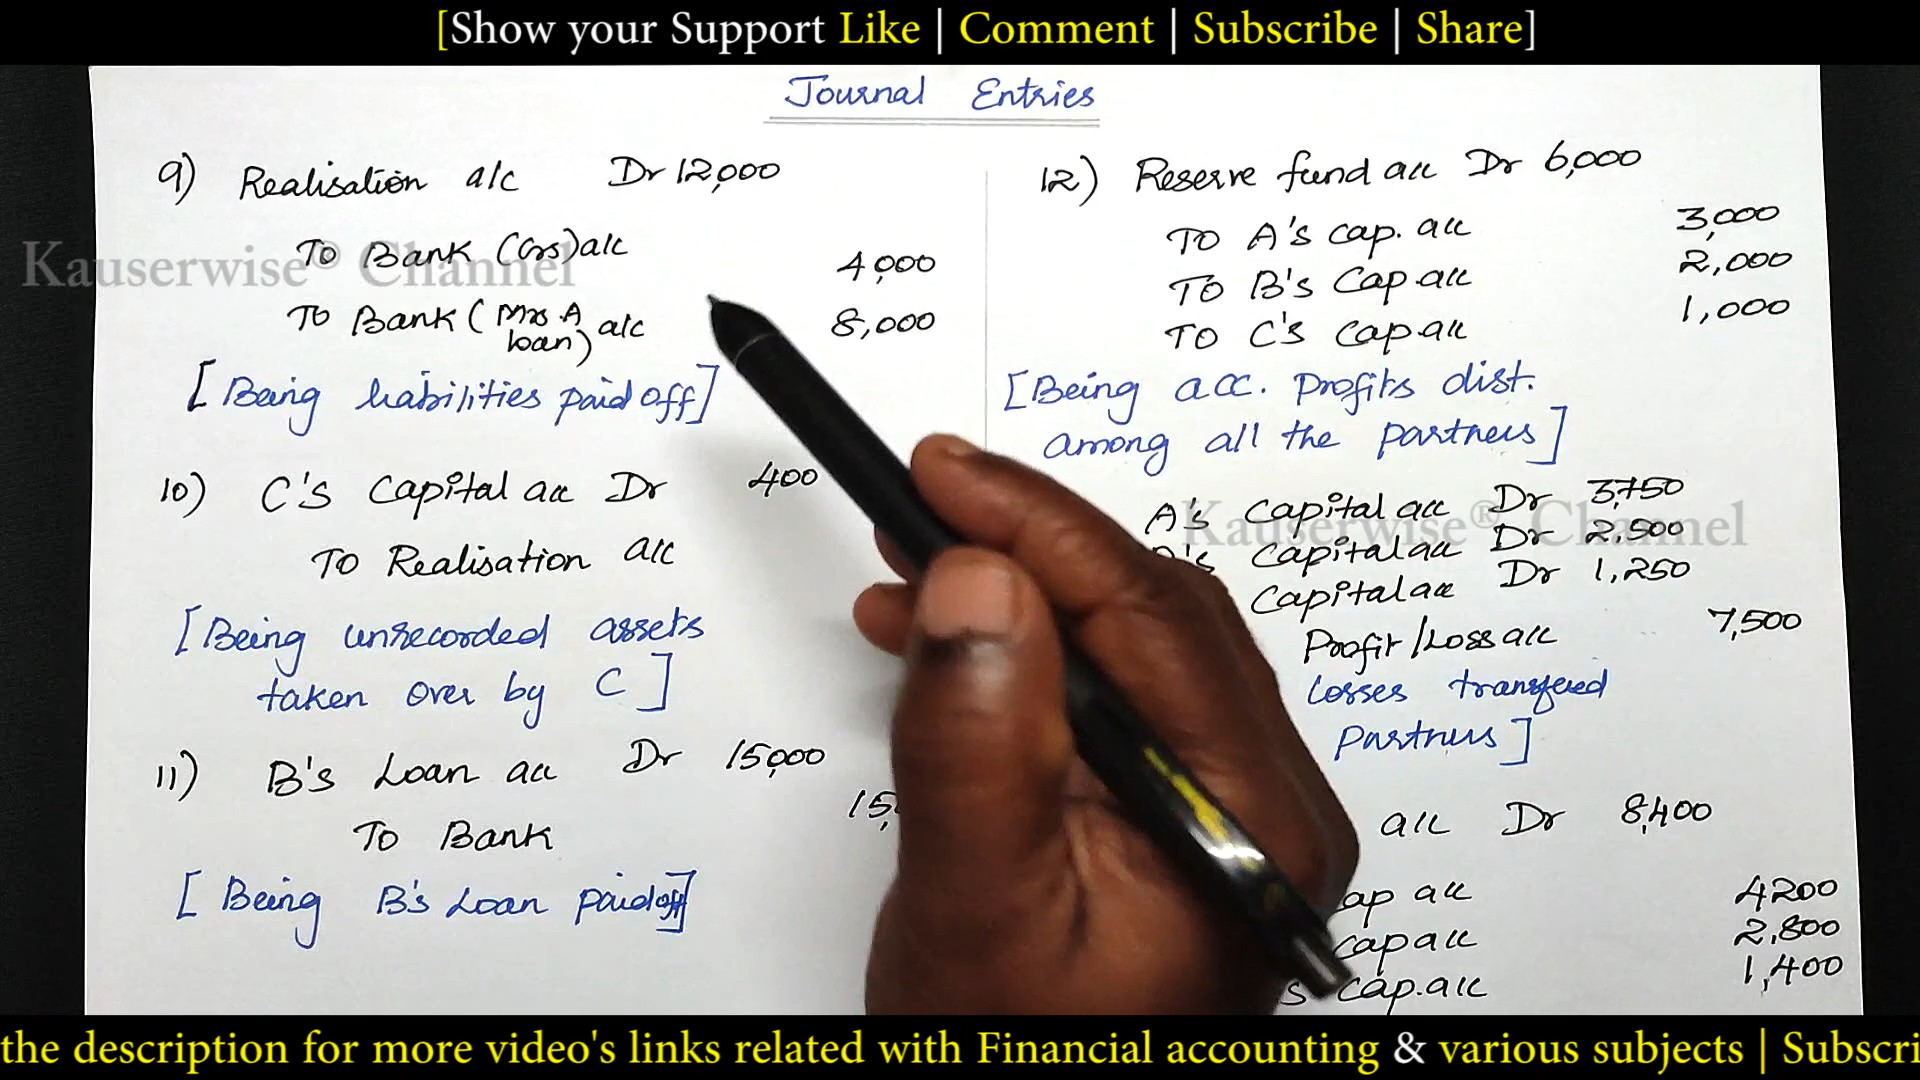 [Show your Support Like | Comment | Subscribe | Share]
Journal Entries
9) Realisation a/c Dr 12,000
To Bank (Crs) a/c 4,000
To Bank (Mrs. A loan) a/c 8,000
[Being liabilities paid off]
10) C's Capital a/c Dr 400
To Realisation a/c
[Being unrecorded assets
taken over by C]
11) B's Loan a/c Dr 15,000
To Bank 15,
[Being B's Loan paid off]
12) Reserve fund a/c Dr 6,000
To A's Cap. a/c 3,000
To B's Cap a/c 2,000
To C's Cap a/c 1,000
[Being acc. Profits dist.
among all the partners]
A's Capital a/c Dr 3,750
's Capital a/c Dr 2,500
Capital a/c Dr 1,250
Profit/Loss a/c 7,500
Losses transfered
Partners]
a/c Dr 8,400
ap a/c 4200
Cap a/c 2,800
s Cap. a/c 1,400
Kauserwise® Channel
Kauserwise® Channel
the description for more video's links related with Financial accounting & various subjects | Subscri